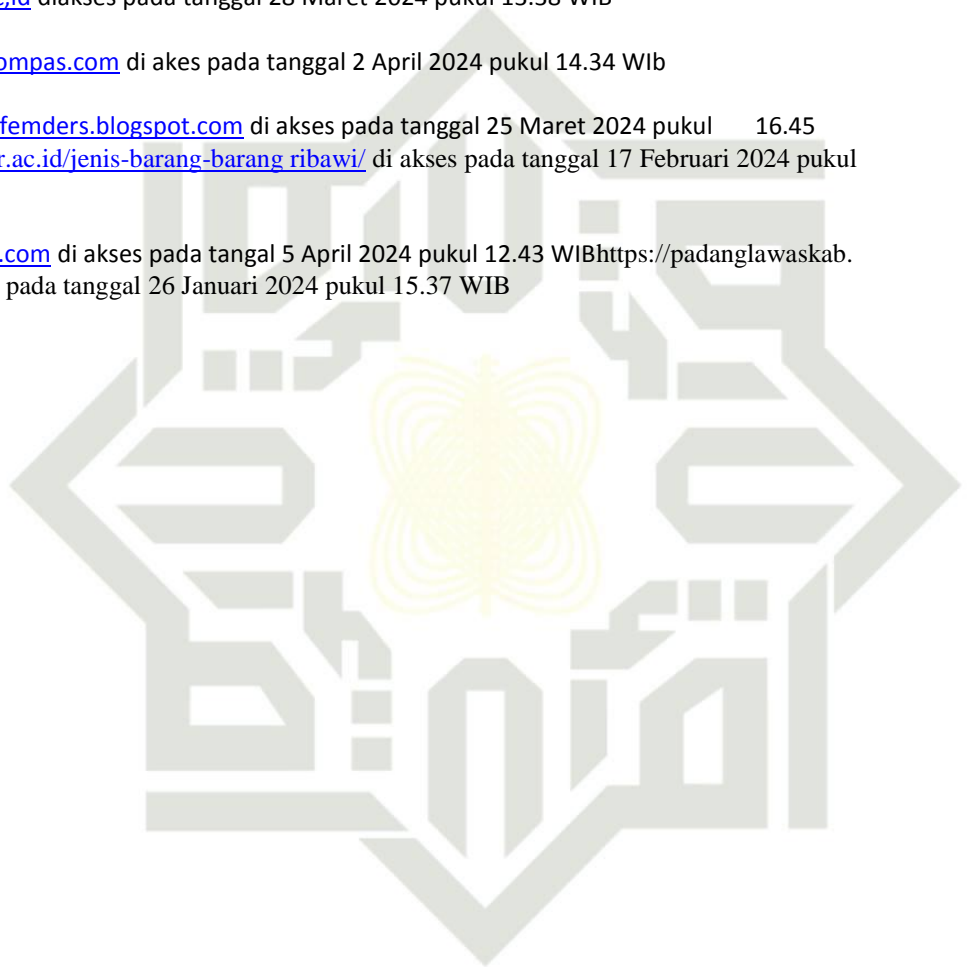 diakses pada tanggal 28 Maret 2024 pukul 15.38 WIB
ompas.com di akes pada tanggal 2 April 2024 pukul 14.34 WIb
femders.blogspot.com di akses pada tanggal 25 Maret 2024 pukul 16.45
r.ac.id/jenis-barang-barang ribawi/ di akses pada tanggal 17 Februari 2024 pukul
.com di akses pada tangal 5 April 2024 pukul 12.43 WIBhttps://padanglawaskab.
pada tanggal 26 Januari 2024 pukul 15.37 WIB